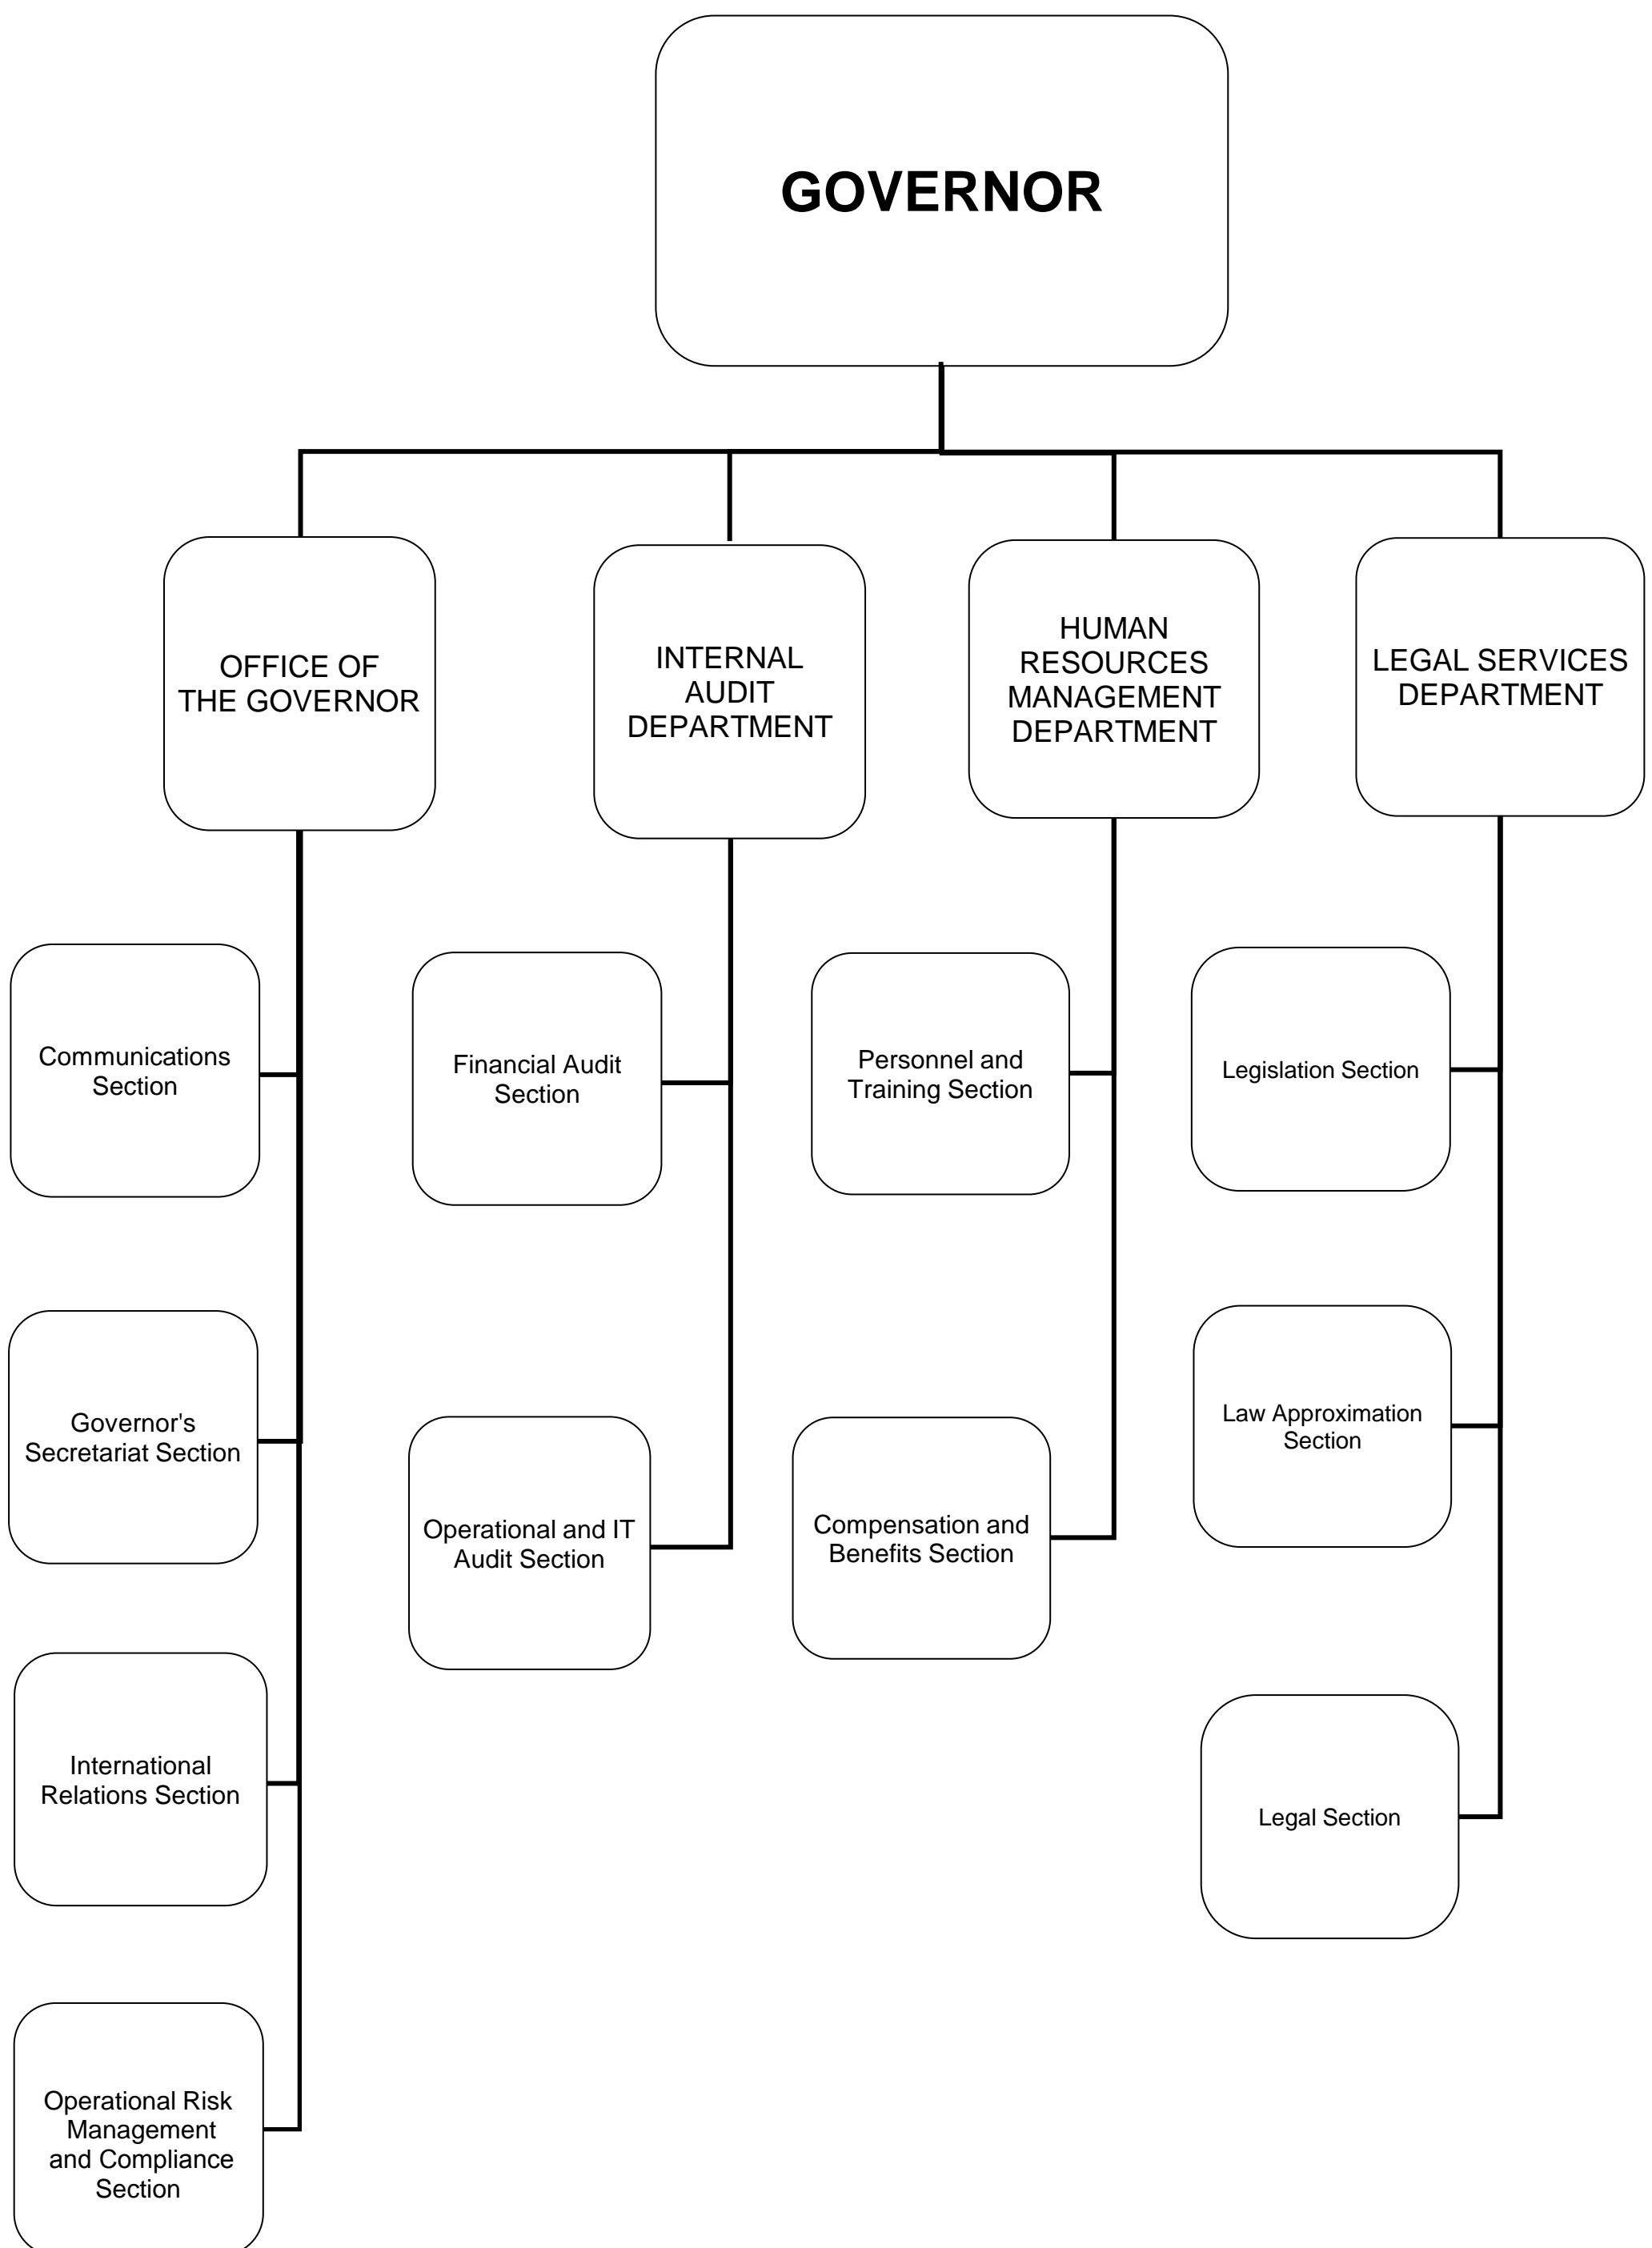 GOVERNOR
OFFICE OF
THE GOVERNOR
INTERNAL
AUDIT
DEPARTMENT
HUMAN
RESOURCES
MANAGEMENT
DEPARTMENT
LEGAL SERVICES
DEPARTMENT
Communications
Section
Financial Audit
Section
Personnel and
Training Section
Legislation Section
Governor's
Secretariat Section
Operational and IT
Audit Section
Compensation and
Benefits Section
Law Approximation
Section
International
Relations Section
Legal Section
Operational Risk
Management
and Compliance
Section